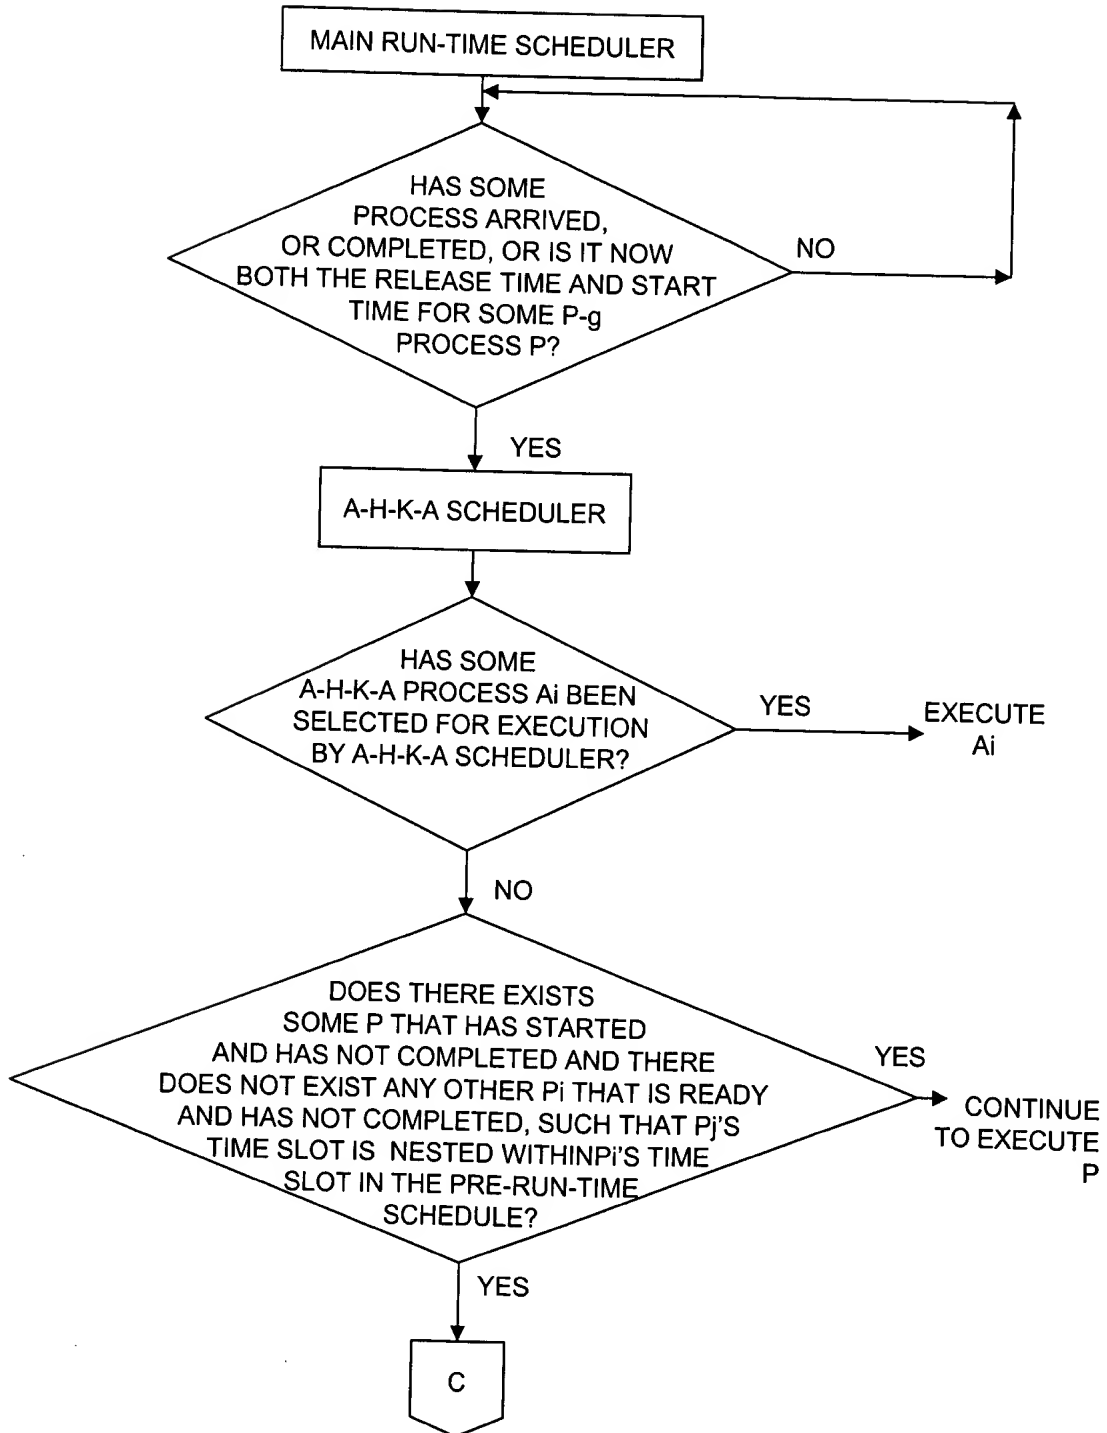 MAIN RUN-TIME SCHEDULER
HAS SOME
PROCESS ARRIVED,
OR COMPLETED, OR IS IT NOW
BOTH THE RELEASE TIME AND START
TIME FOR SOME P-g
PROCESS P?
NO
YES
A-H-K-A SCHEDULER
HAS SOME
A-H-K-A PROCESS Ai BEEN
SELECTED FOR EXECUTION
BY A-H-K-A SCHEDULER?
YES
EXECUTE
Ai
NO
DOES THERE EXISTS
SOME P THAT HAS STARTED
AND HAS NOT COMPLETED AND THERE
DOES NOT EXIST ANY OTHER Pi THAT IS READY
AND HAS NOT COMPLETED, SUCH THAT Pj'S
TIME SLOT IS NESTED WITHINPi'S TIME
SLOT IN THE PRE-RUN-TIME
SCHEDULE?
YES
CONTINUE
TO EXECUTE
P
YES
C